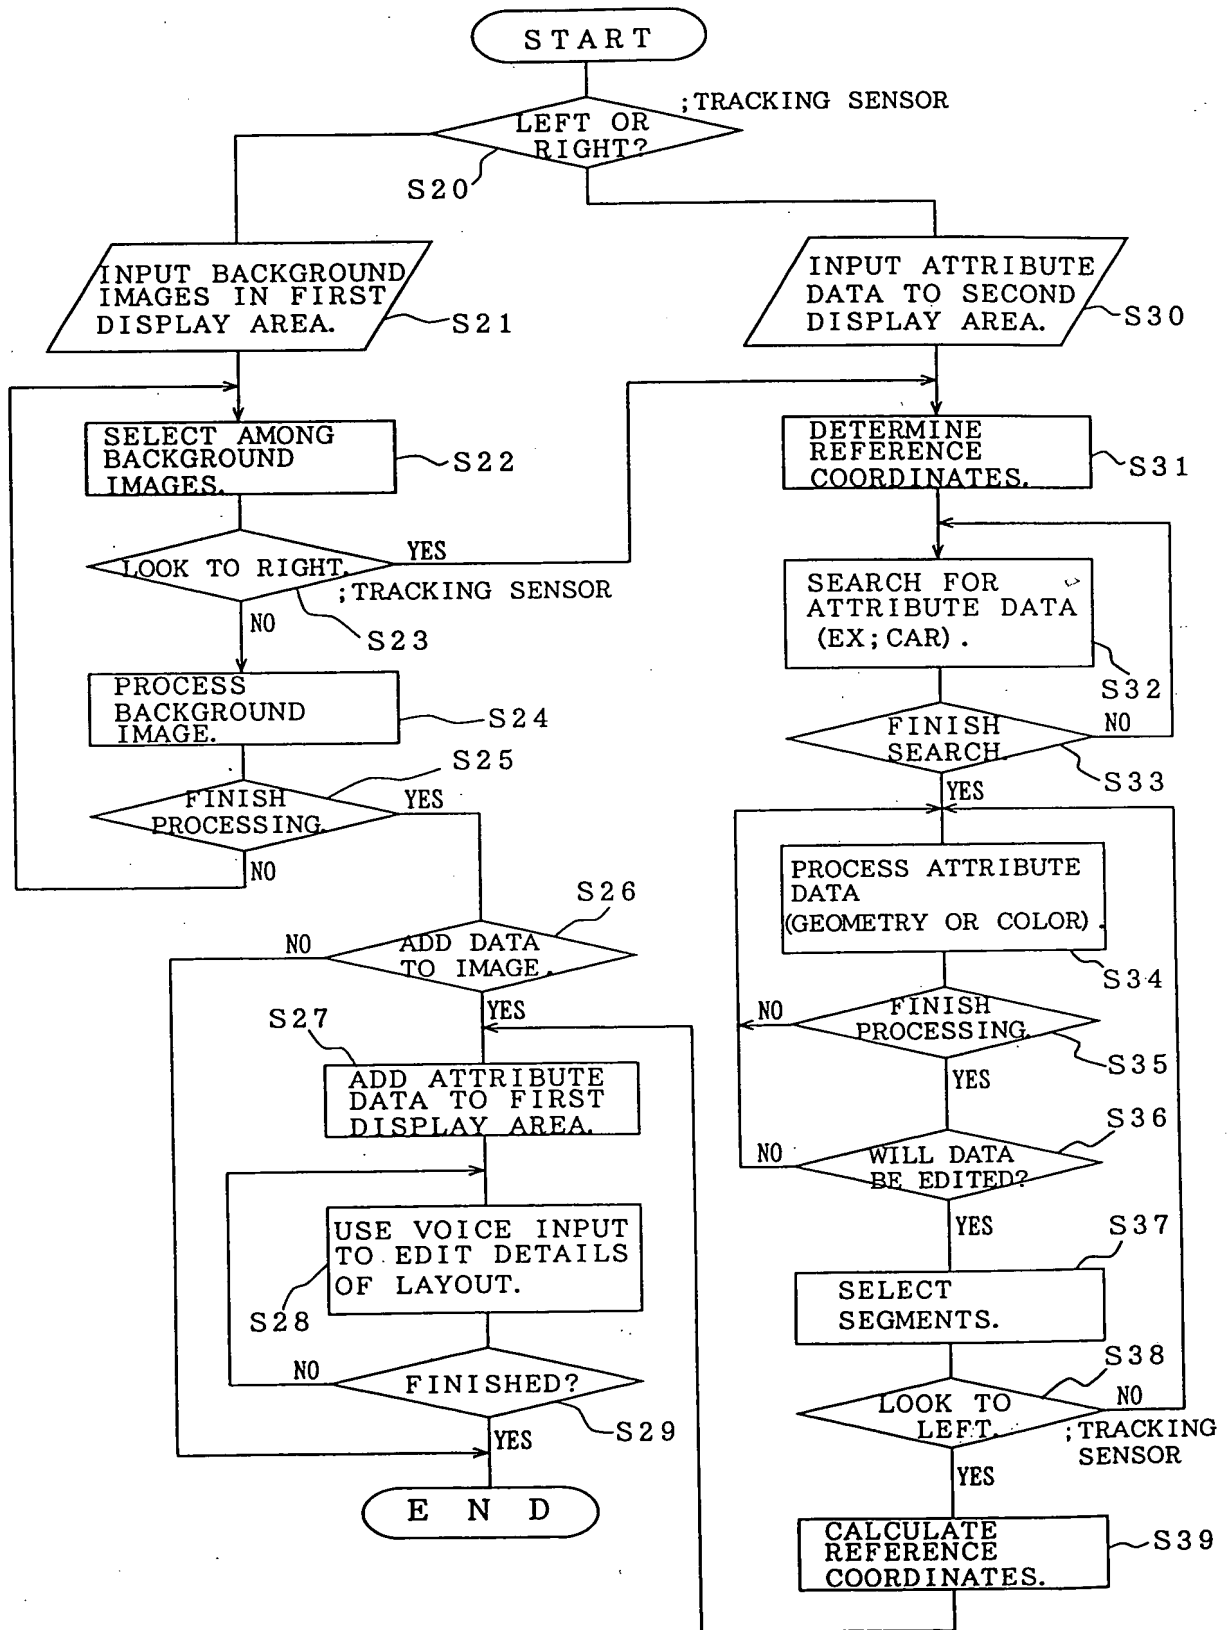 START
;TRACKING SENSOR
LEFT OR
RIGHT?
S20
INPUT BACKGROUND
IMAGES IN FIRST
DISPLAY AREA.
S21
SELECT AMONG
BACKGROUND
IMAGES.
S22
LOOK TO RIGHT.
YES
;TRACKING SENSOR
NO
S23
PROCESS
BACKGROUND
IMAGE.
S24
S25
FINISH
PROCESSING.
YES
NO
S26
ADD DATA
TO IMAGE.
NO
YES
S27
ADD ATTRIBUTE
DATA TO FIRST
DISPLAY AREA.
USE VOICE INPUT
TO EDIT DETAILS
OF LAYOUT.
S28
NO
FINISHED?
S29
YES
END
INPUT ATTRIBUTE
DATA TO SECOND
DISPLAY AREA.
S30
DETERMINE
REFERENCE
COORDINATES.
S31
SEARCH FOR
ATTRIBUTE DATA
(EX;CAR).
S32
FINISH
SEARCH.
NO
S33
YES
PROCESS ATTRIBUTE
DATA
(GEOMETRY OR COLOR).
S34
NO
FINISH
PROCESSING.
S35
YES
S36
NO
WILL DATA
BE EDITED?
YES
S37
SELECT
SEGMENTS.
S38
LOOK TO
LEFT.
NO
;TRACKING
SENSOR
YES
CALCULATE
REFERENCE
COORDINATES.
S39